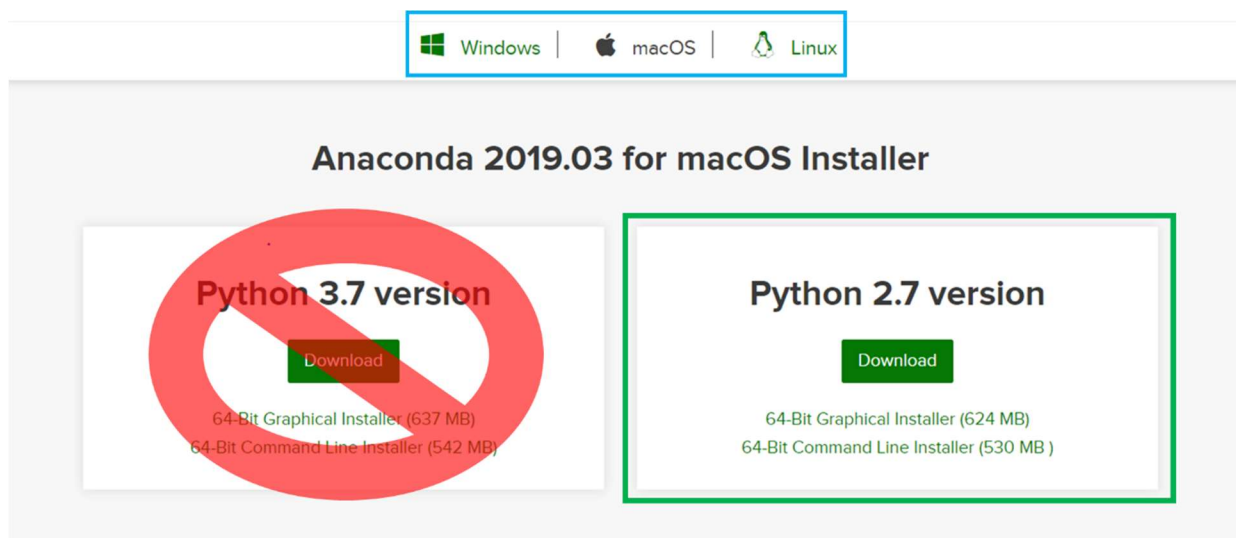 Windows | macOS | Linux
Anaconda 2019.03 for macOS Installer
Python 3.7 version
Download
64-Bit Graphical Installer (637 MB)
64-Bit Command Line Installer (542 MB)
Python 2.7 version
Download
64-Bit Graphical Installer (624 MB)
64-Bit Command Line Installer (530 MB )